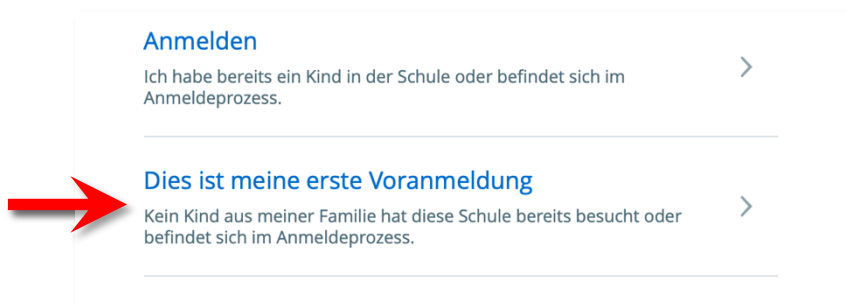 Anmelden
Ich habe bereits ein Kind in der Schule oder befindet sich im
Anmeldeprozess.
Dies ist meine erste Voranmeldung
Kein Kind aus meiner Familie hat diese Schule bereits besucht oder
befindet sich im Anmeldeprozess.